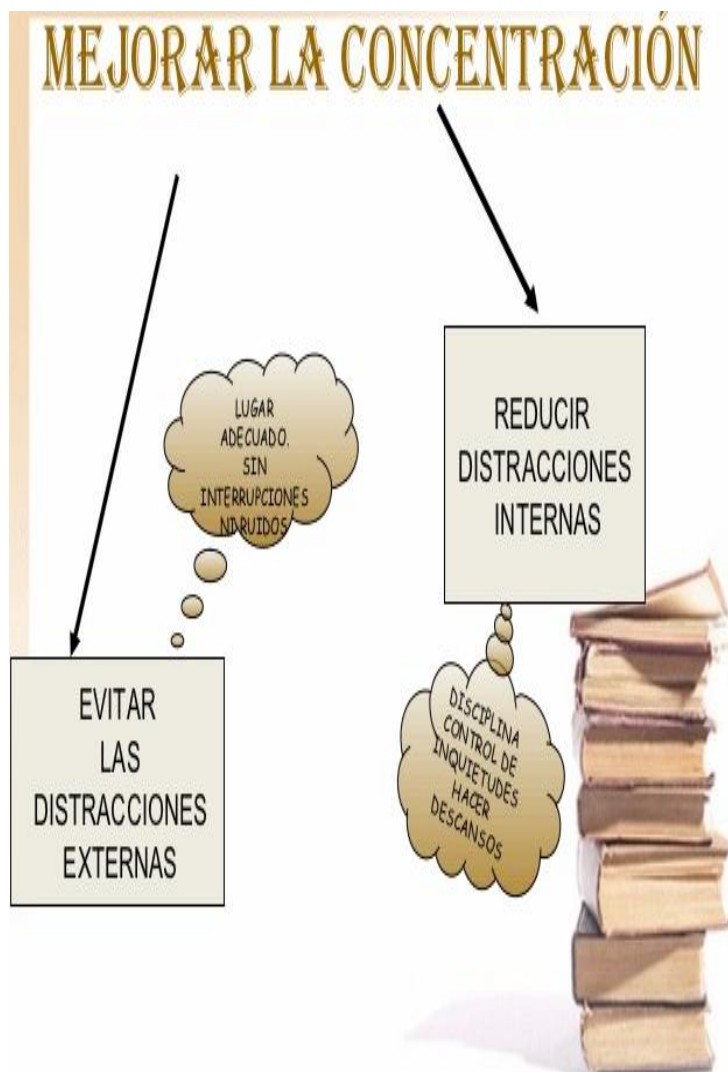 MEJORAR LA CONCENTRACIÓN
LUGAR
ADECUADO.
SIN
INTERRUPCIONES
NI RUIDOS
EVITAR
LAS
DISTRACCIONES
EXTERNAS
REDUCIR
DISTRACCIONES
INTERNAS
DISCIPLINA
CONTROL DE
INQUIETUDES
HACER
DESCANSOS